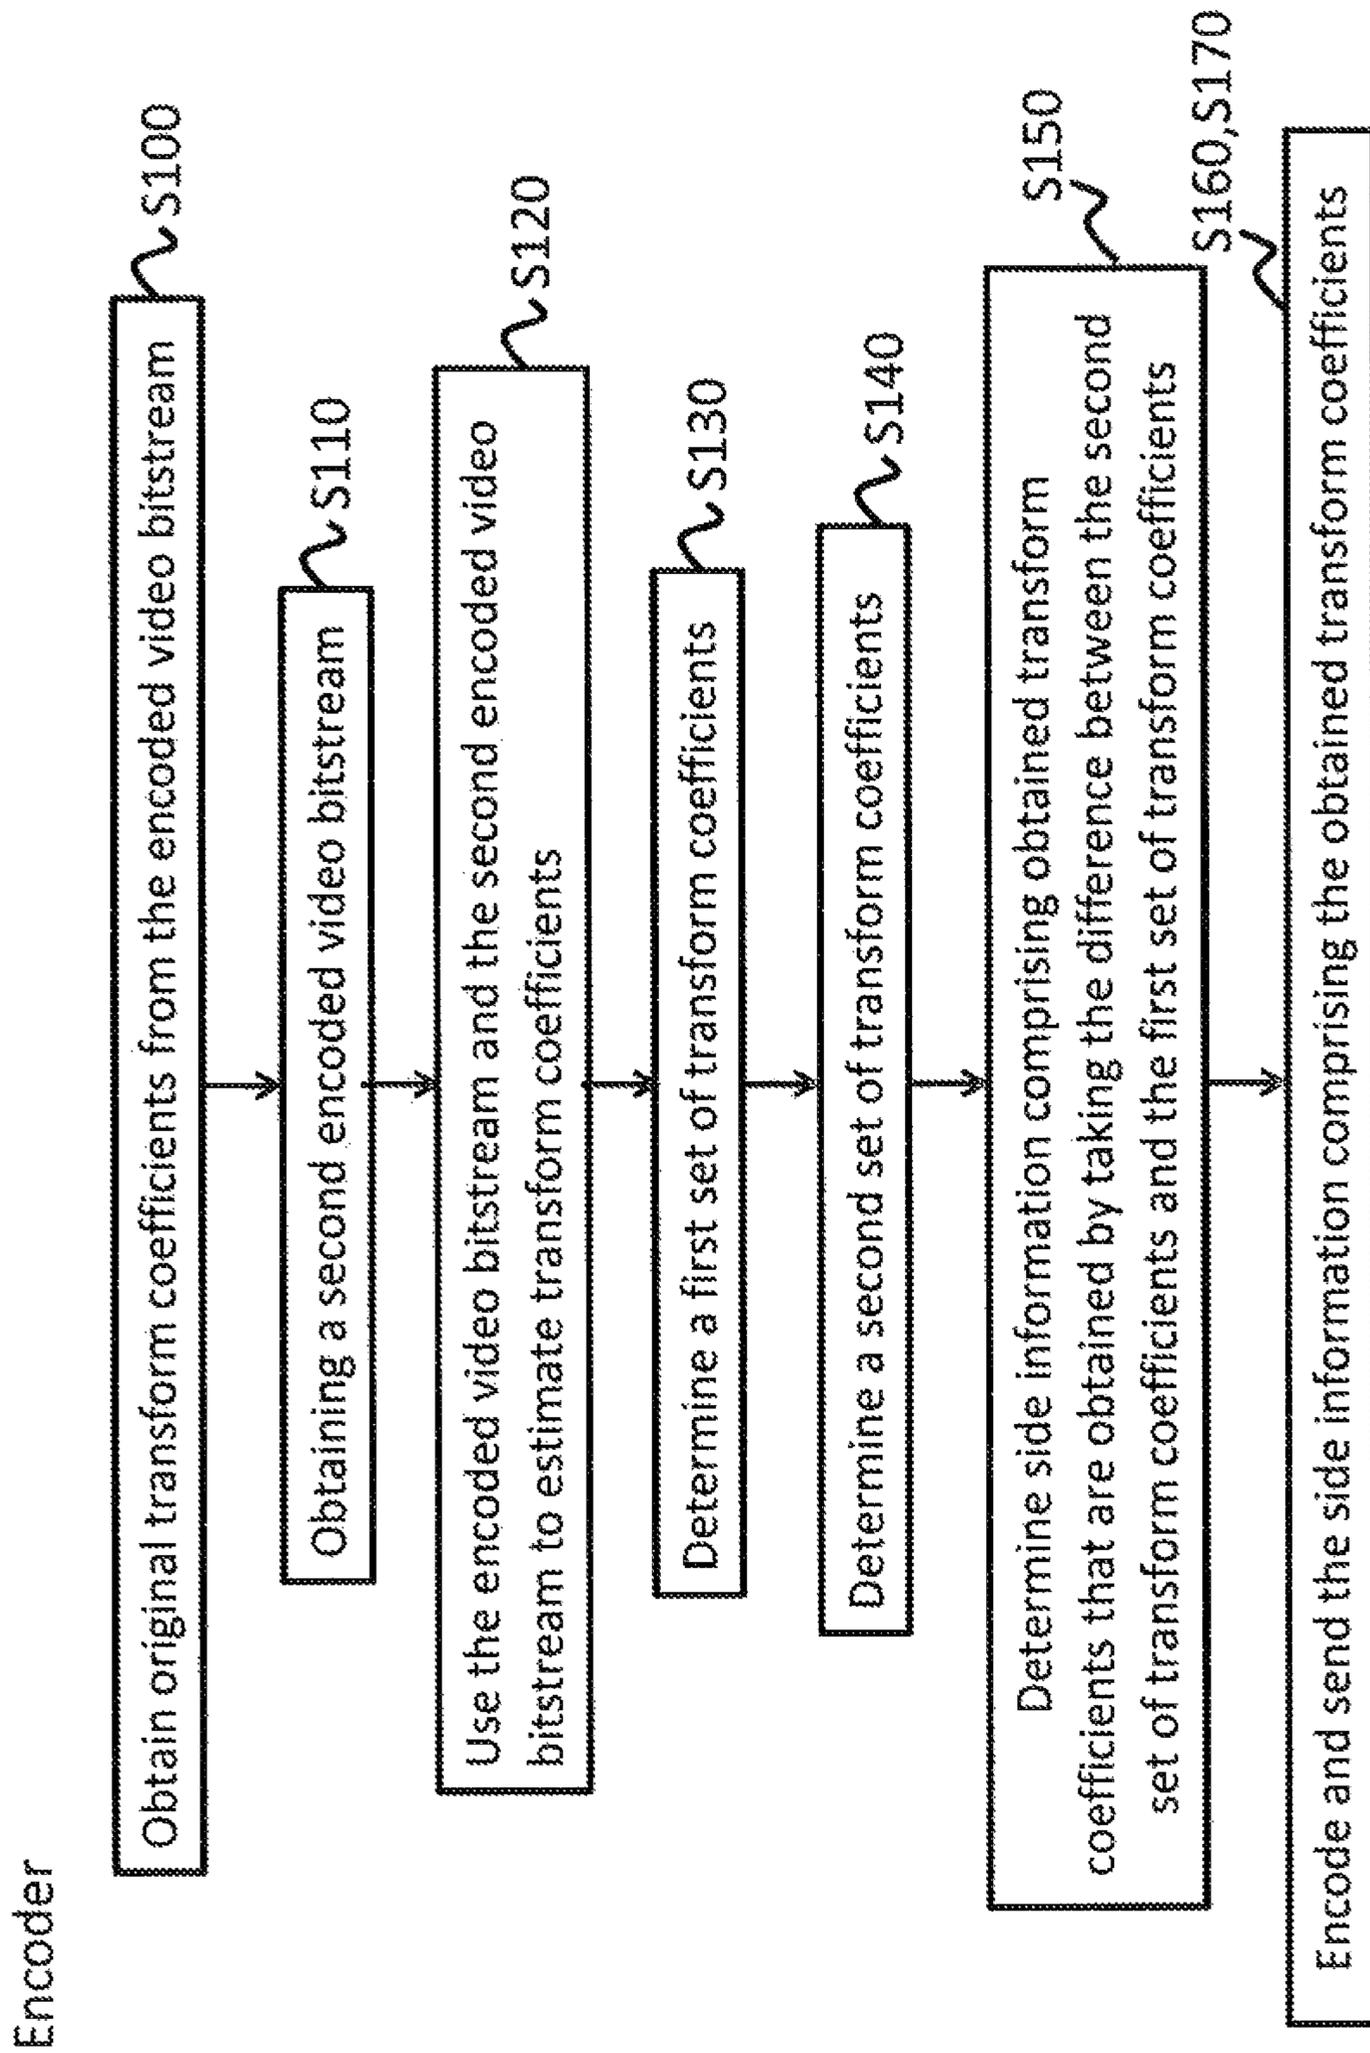 Encoder
Obtain original transform coefficients from the encoded video bitstream
S100
Obtaining a second encoded video bitstream
S110
Use the encoded video bitstream and the second encoded video
bitstream to estimate transform coefficients
S120
Determine a first set of transform coefficients
S130
Determine a second set of transform coefficients
S140
Determine side information comprising obtained transform
coefficients that are obtained by taking the difference between the second
set of transform coefficients and the first set of transform coefficients
S150
Encode and send the side information comprising the obtained transform coefficients
S160,S170